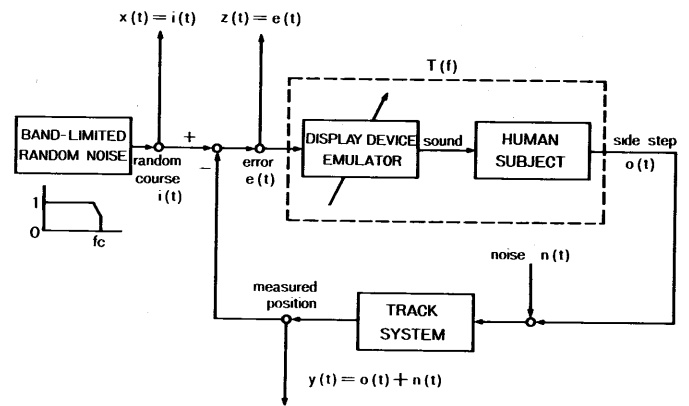 x(t)=i(t)
z(t)=e(t)
T(f)
BAND-LIMITED
RANDOM NOISE
random
course
i(t)
+
−
error
e(t)
DISPLAY DEVICE
EMULATOR
sound
HUMAN
SUBJECT
side step
o(t)
1
0
fc
noise n(t)
measured
position
TRACK
SYSTEM
y(t)=o(t)+n(t)